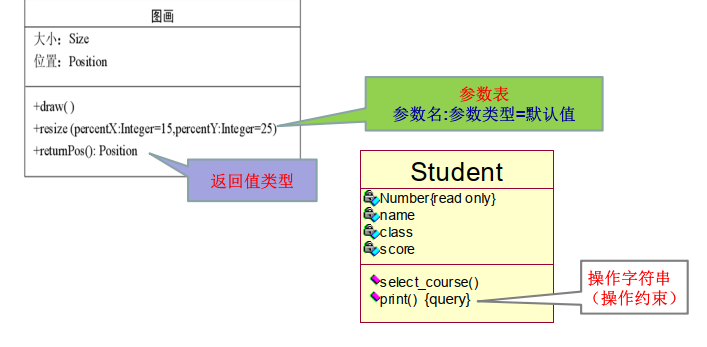 图画
大小：Size
位置：Position
+draw( )
+resize (percentX:Integer=15,percentY:Integer=25)
+returnPos(): Position
参数表
参数名:参数类型=默认值
返回值类型
Student
Number{read only}
name
class
score
select_course()
print() {query}
操作字符串
（操作约束）